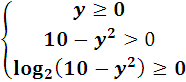 y ≥ 0
10 − y² > 0
log₂(10 − y²) ≥ 0